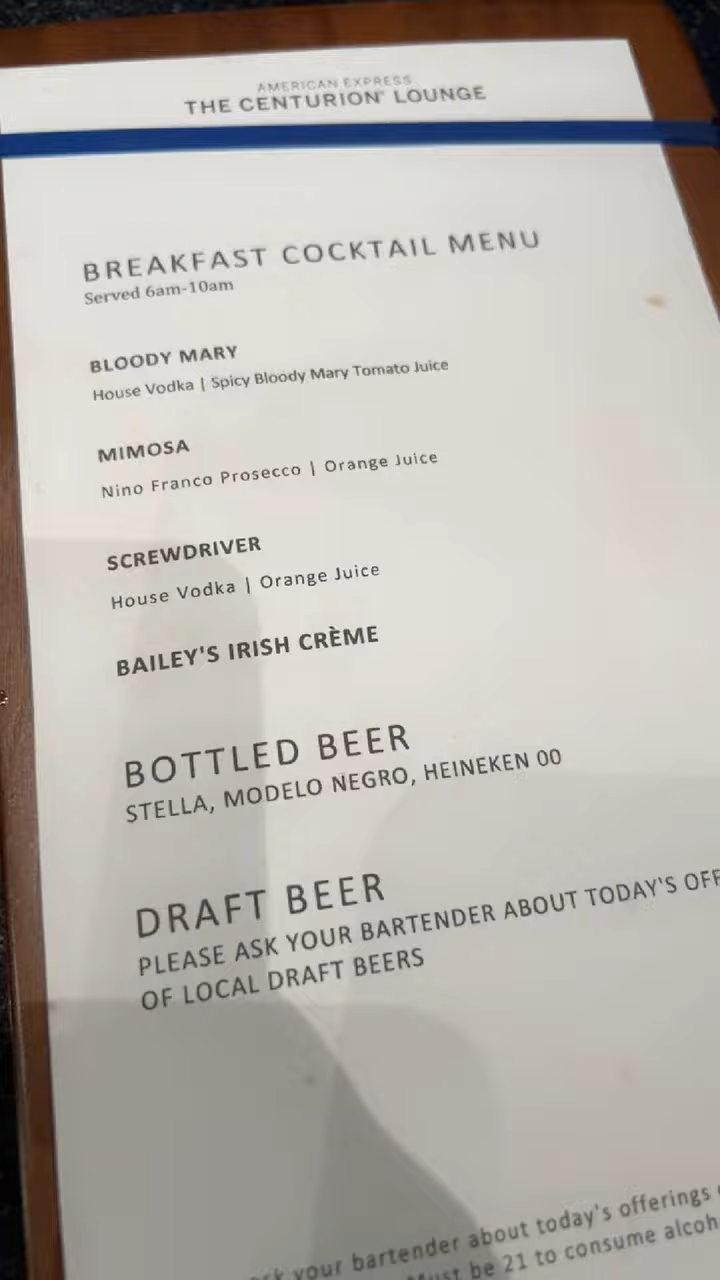 AMERICAN EXPRESS
THE CENTURION® LOUNGE
BREAKFAST COCKTAIL MENU
Served 6am-10am
BLOODY MARY
House Vodka | Spicy Bloody Mary Tomato Juice
MIMOSA
Nino Franco Prosecco | Orange Juice
SCREWDRIVER
House Vodka | Orange Juice
BAILEY'S IRISH CRÈME
BOTTLED BEER
STELLA, MODELO NEGRO, HEINEKEN 00
DRAFT BEER
PLEASE ASK YOUR BARTENDER ABOUT TODAY'S
OF LOCAL DRAFT BEERS
your bartender about today's offerings
Must be 21 to consume